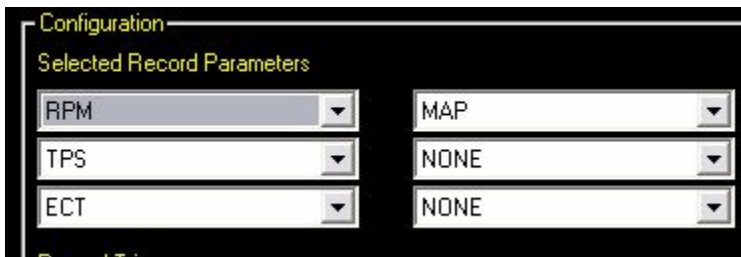 Configuration
Selected Record Parameters
RPM MAP
TPS NONE
ECT NONE